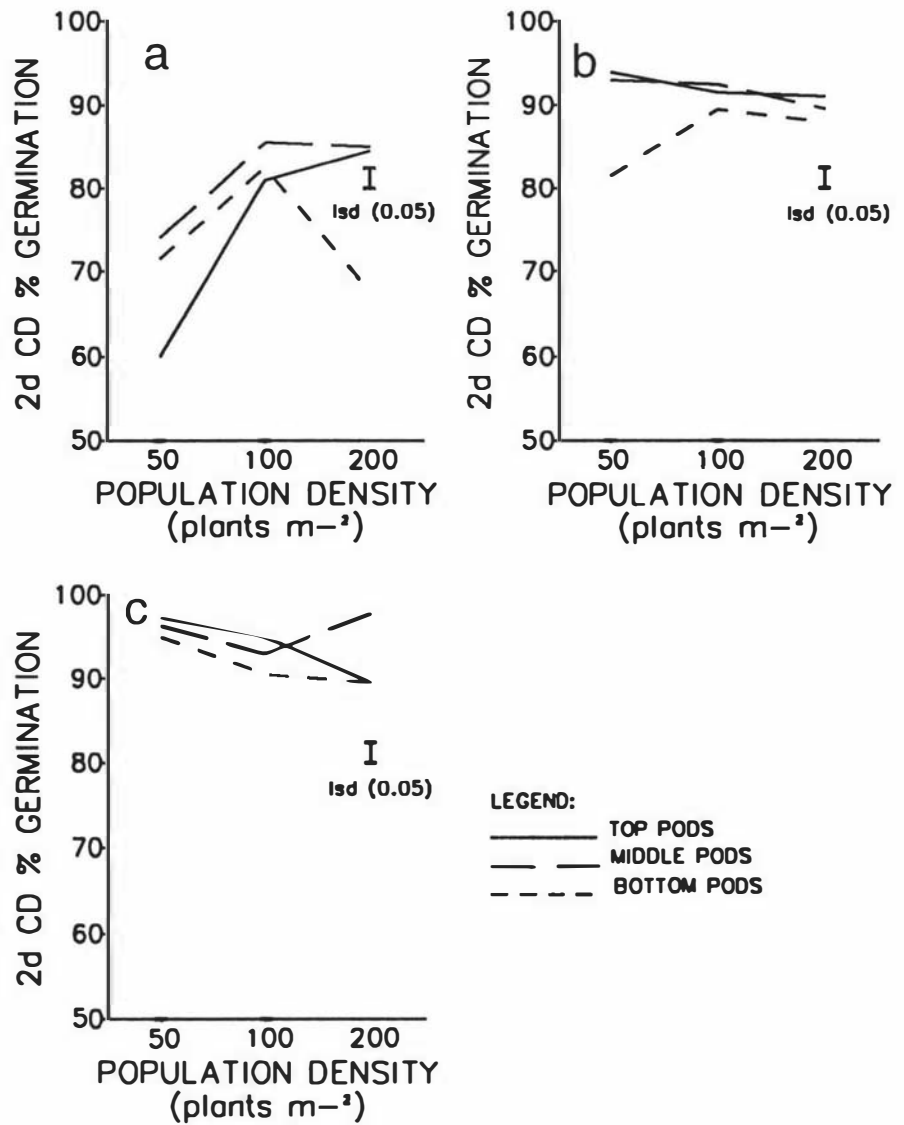 a
2d CD % GERMINATION
100
90
80
70
60
50
lsd (0.05)
50 100 200
POPULATION DENSITY
(plants m-²)
b
2d CD % GERMINATION
100
90
80
70
60
50
lsd (0.05)
50 100 200
POPULATION DENSITY
(plants m-²)
c
2d CD % GERMINATION
100
90
80
70
60
50
lsd (0.05)
50 100 200
POPULATION DENSITY
(plants m-²)
LEGEND:
TOP PODS
MIDDLE PODS
BOTTOM PODS